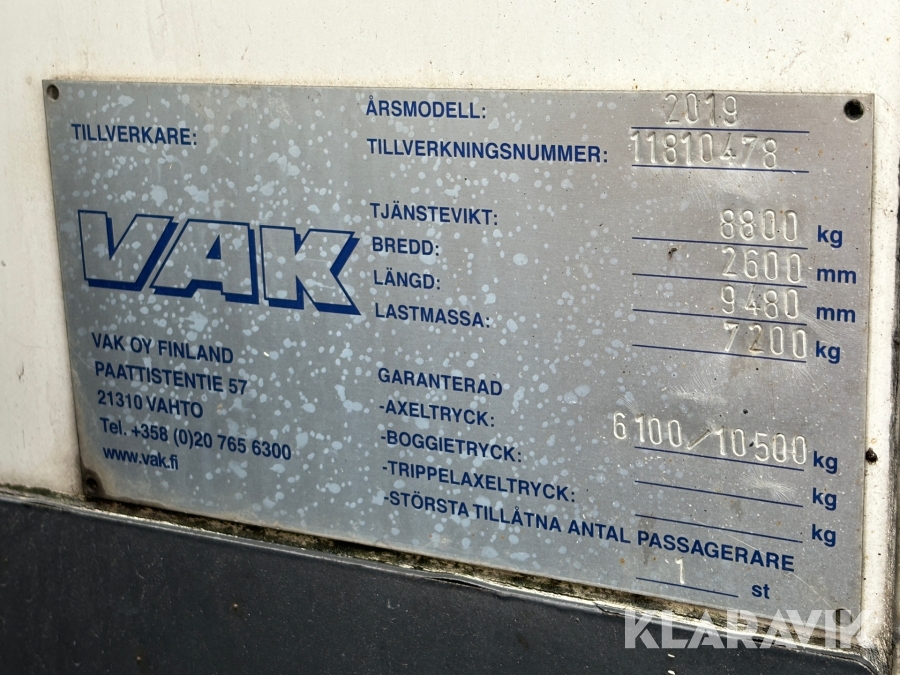 ÅRSMODELL: 2019
TILLVERKARE:
TILLVERKNINGSNUMMER: 11810478
VAK
TJÄNSTEVIKT: 8800 kg
BREDD: 2600 mm
LÄNGD: 9480 mm
LASTMASSA: 7200 kg
VAK OY FINLAND
PAATTISTENTIE 57
21310 VAHTO
Tel. +358 (0)20 765 6300
www.vak.fi
GARANTERAD
-AXELTRYCK: 6100/10500 kg
-BOGGIETRYCK: kg
-TRIPPELAXELTRYCK: kg
-STÖRSTA TILLÅTNA ANTAL PASSAGERARE
1 st
KLARAVIK